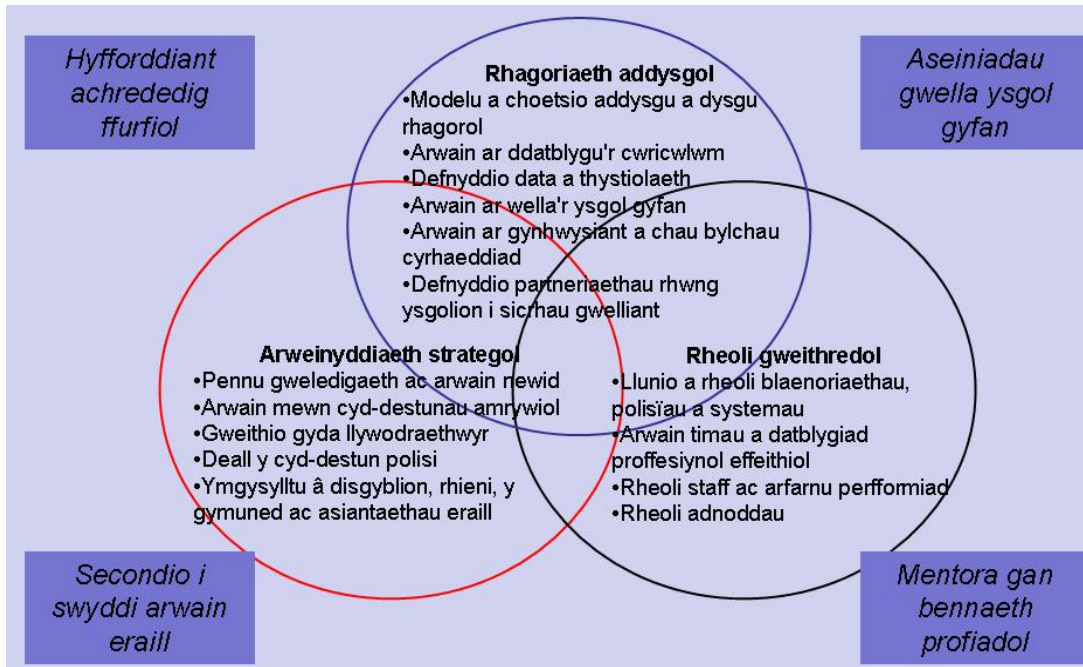 Hyfforddiant
achrededig
ffurfiol
Aseiniadau
gwella ysgol
gyfan
Rhagoriaeth addysgol
•Modelu a choetsio addysgu a dysgu
rhagorol
•Arwain ar ddatblygu'r cwricwlwm
•Defnyddio data a thystiolaeth
•Arwain ar wella'r ysgol gyfan
•Arwain ar gynhwysiant a chau bylchau
cyrhaeddiad
•Defnyddio partneriaethau rhwng
ysgolion i sicrhau gwelliant
Arweinyddiaeth strategol
•Pennu gweledigaeth ac arwain newid
•Arwain mewn cyd-destunau amrywiol
•Gweithio gyda llywodraethwyr
•Deall y cyd-destun polisi
•Ymgysylltu â disgyblion, rhieni, y
gymuned ac asiantaethau eraill
Rheoli gweithredol
•Llunio a rheoli blaenoriaethau,
polisïau a systemau
•Arwain timau a datblygiad
proffesiynol effeithiol
•Rheoli staff ac arfarnu perfformiad
•Rheoli adnoddau
Secondio i
swyddi arwain
eraill
Mentora gan
bennaeth
profiadol